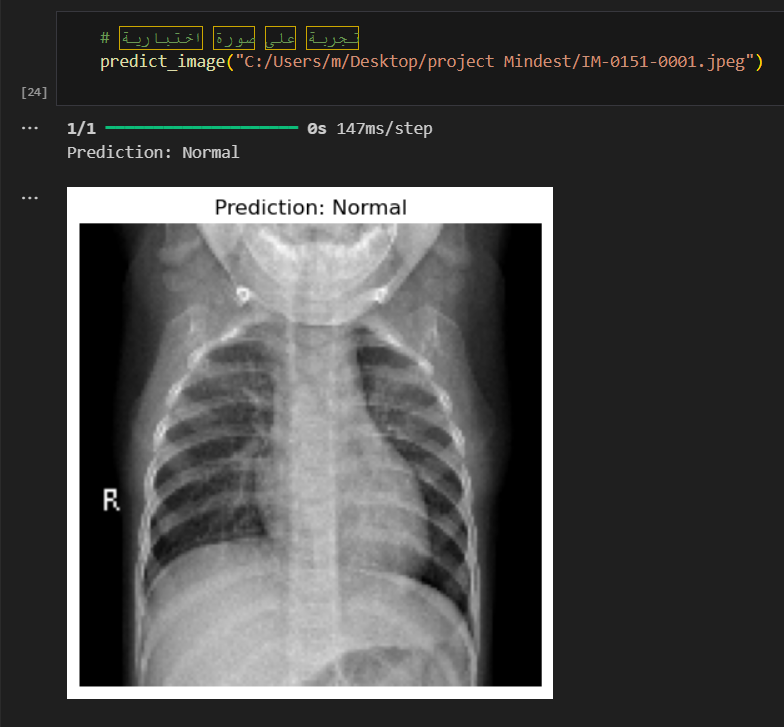 # تجربة على صورة اختيارية
predict_image("C:/Users/m/Desktop/project Mindest/IM-0151-0001.jpeg")
[24]
... 1/1 ━━━━━━━━━━━━━━━━━━━━ 0s 147ms/step
Prediction: Normal
...
Prediction: Normal
R